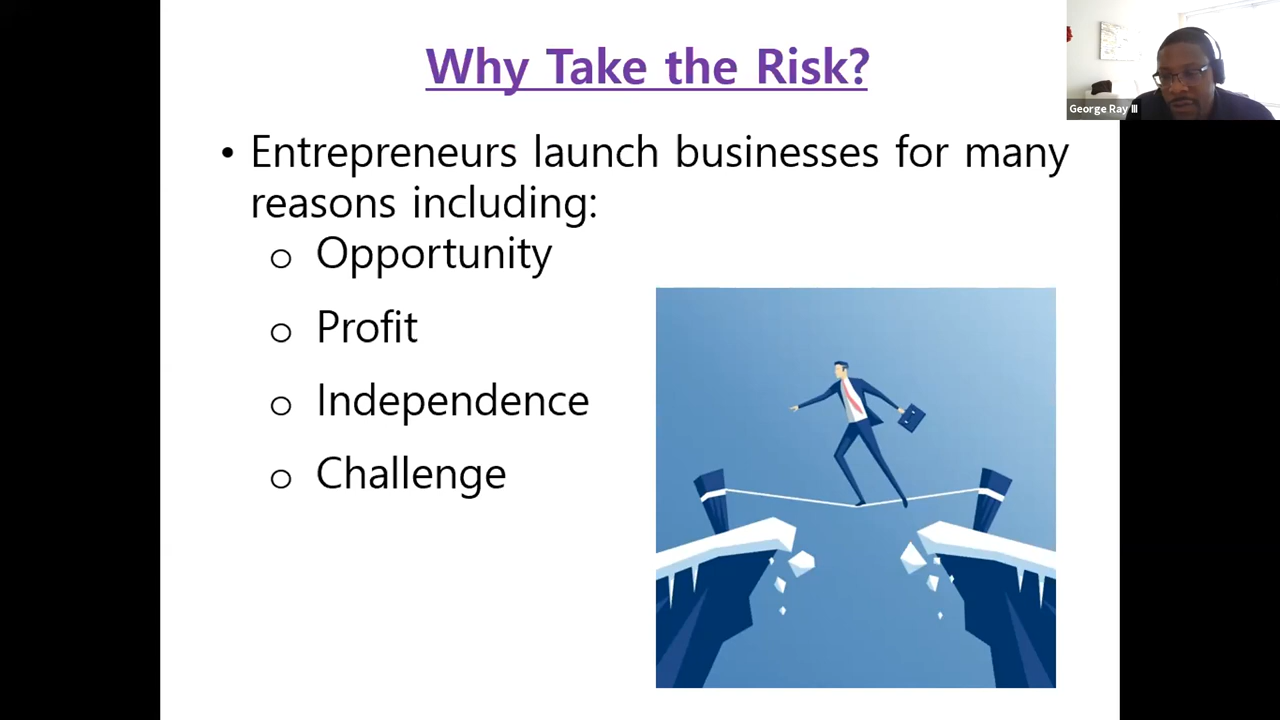 Why Take the Risk?
George Ray III
• Entrepreneurs launch businesses for many
reasons including:
o Opportunity
o Profit
o Independence
o Challenge